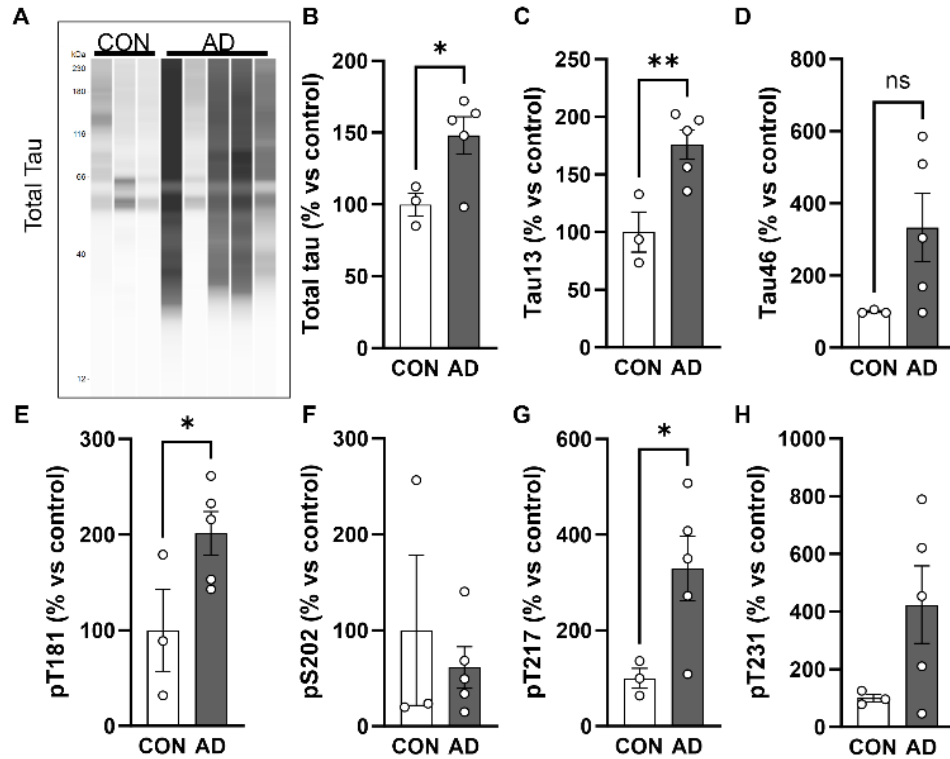 A
CON AD
kDa
230
180
116
66
40
12
Total Tau
B
Total tau (% vs control)
200
150
100
50
0
*
CON AD
C
Tau13 (% vs control)
250
200
150
100
50
0
**
CON AD
D
Tau46 (% vs control)
800
600
400
200
0
ns
CON AD
E
pT181 (% vs control)
300
200
100
0
*
CON AD
F
pS202 (% vs control)
300
200
100
0
CON AD
G
pT217 (% vs control)
600
400
200
0
*
CON AD
H
pT231 (% vs control)
1000
800
600
400
200
0
CON AD